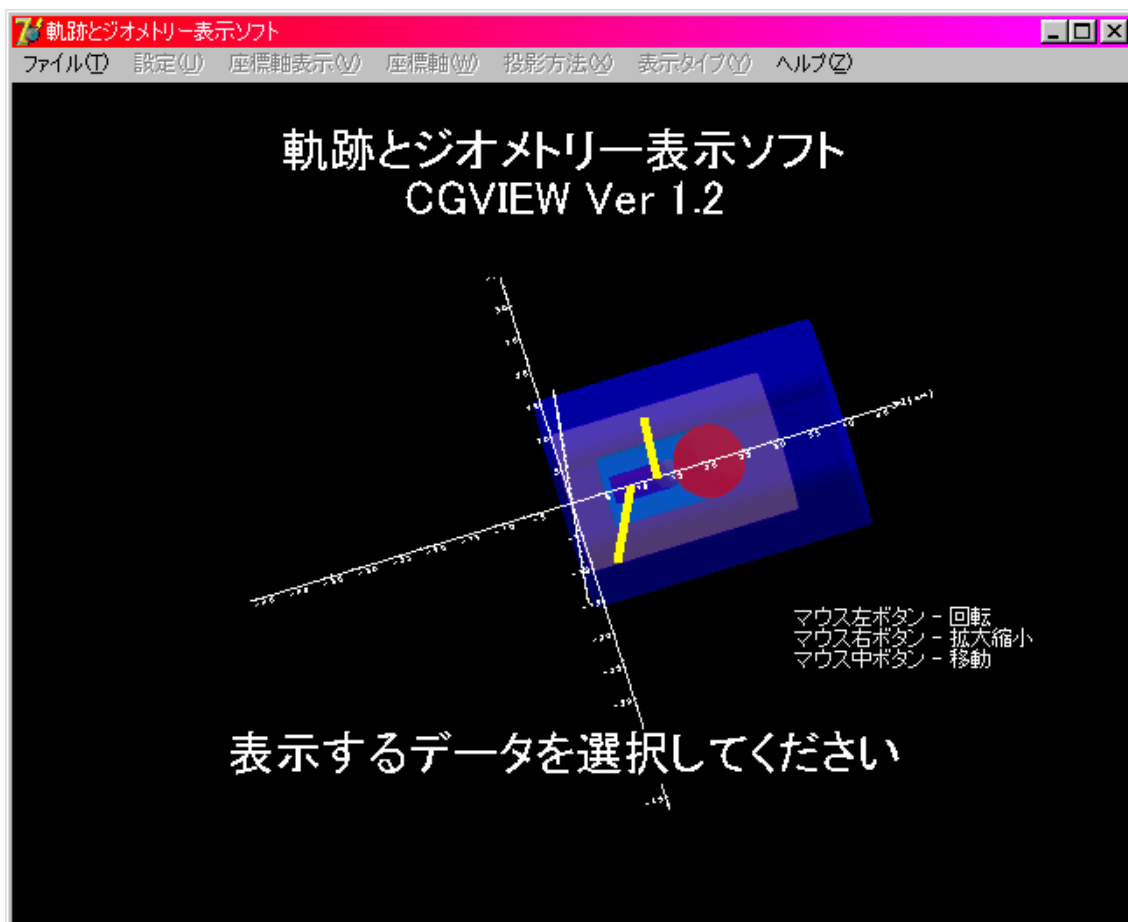 軌跡とジオメトリー表示ソフト
ファイル(T) 設定(U) 座標軸表示(V) 座標軸(W) 投影方法(X) 表示タイプ(Y) ヘルプ(Z)
軌跡とジオメトリー表示ソフト
CGVIEW Ver 1.2
マウス左ボタン - 回転
マウス右ボタン - 拡大縮小
マウス中ボタン - 移動
表示するデータを選択してください